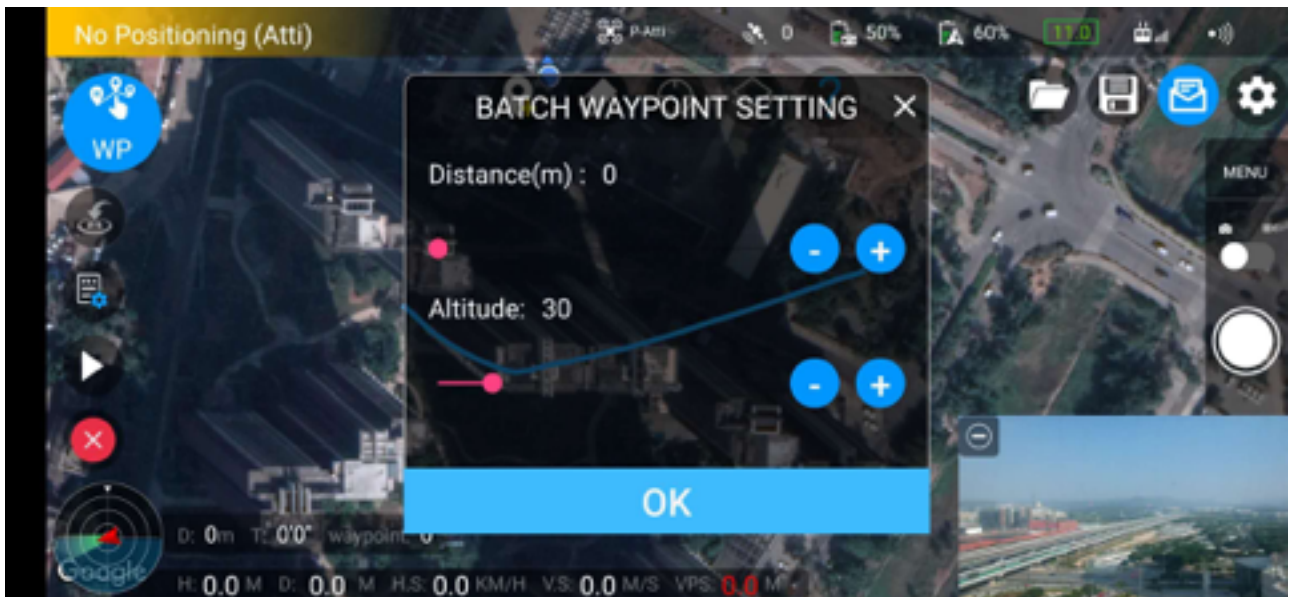 No Positioning (Atti) P-Atti 0 50% 60% 11.0
WP
BATCH WAYPOINT SETTING
MENU
Distance(m) : 0
- +
Altitude: 30
- +
OK
D: 0m T: 0'0" waypoint: 0
Google
H: 0.0 M D: 0.0 M H.S: 0.0 KM/H V.S: 0.0 M/S VPS: 0.0 M